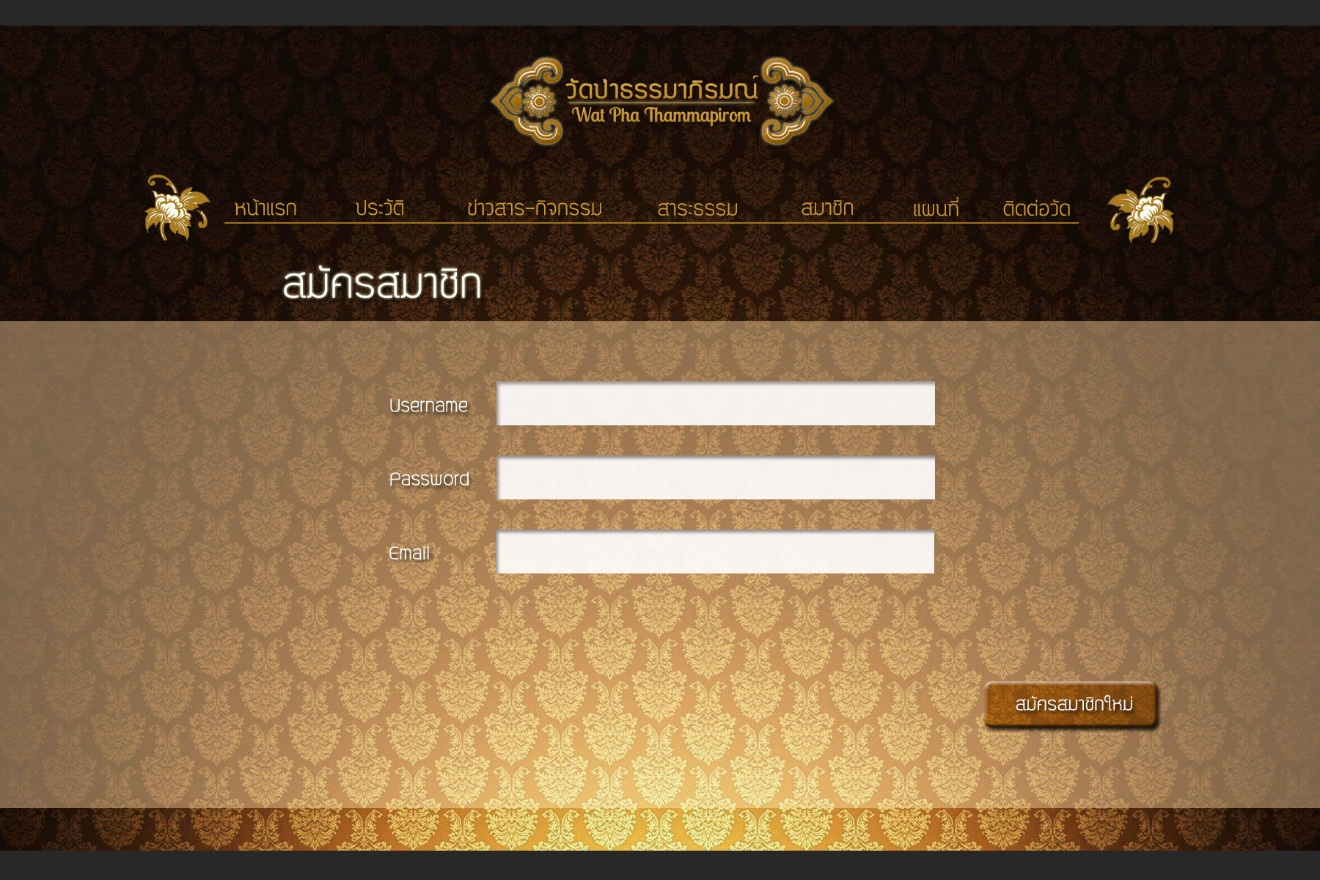 วัดป่าธรรมาภิรมณ์
Wat Pha Thammapirom
หน้าแรก ประวัติ ข่าวสาร-กิจกรรม สาระธรรม สมาชิก แผนที่ ติดต่อวัด
สมัครสมาชิก
Username
Password
Email
สมัครสมาชิกใหม่